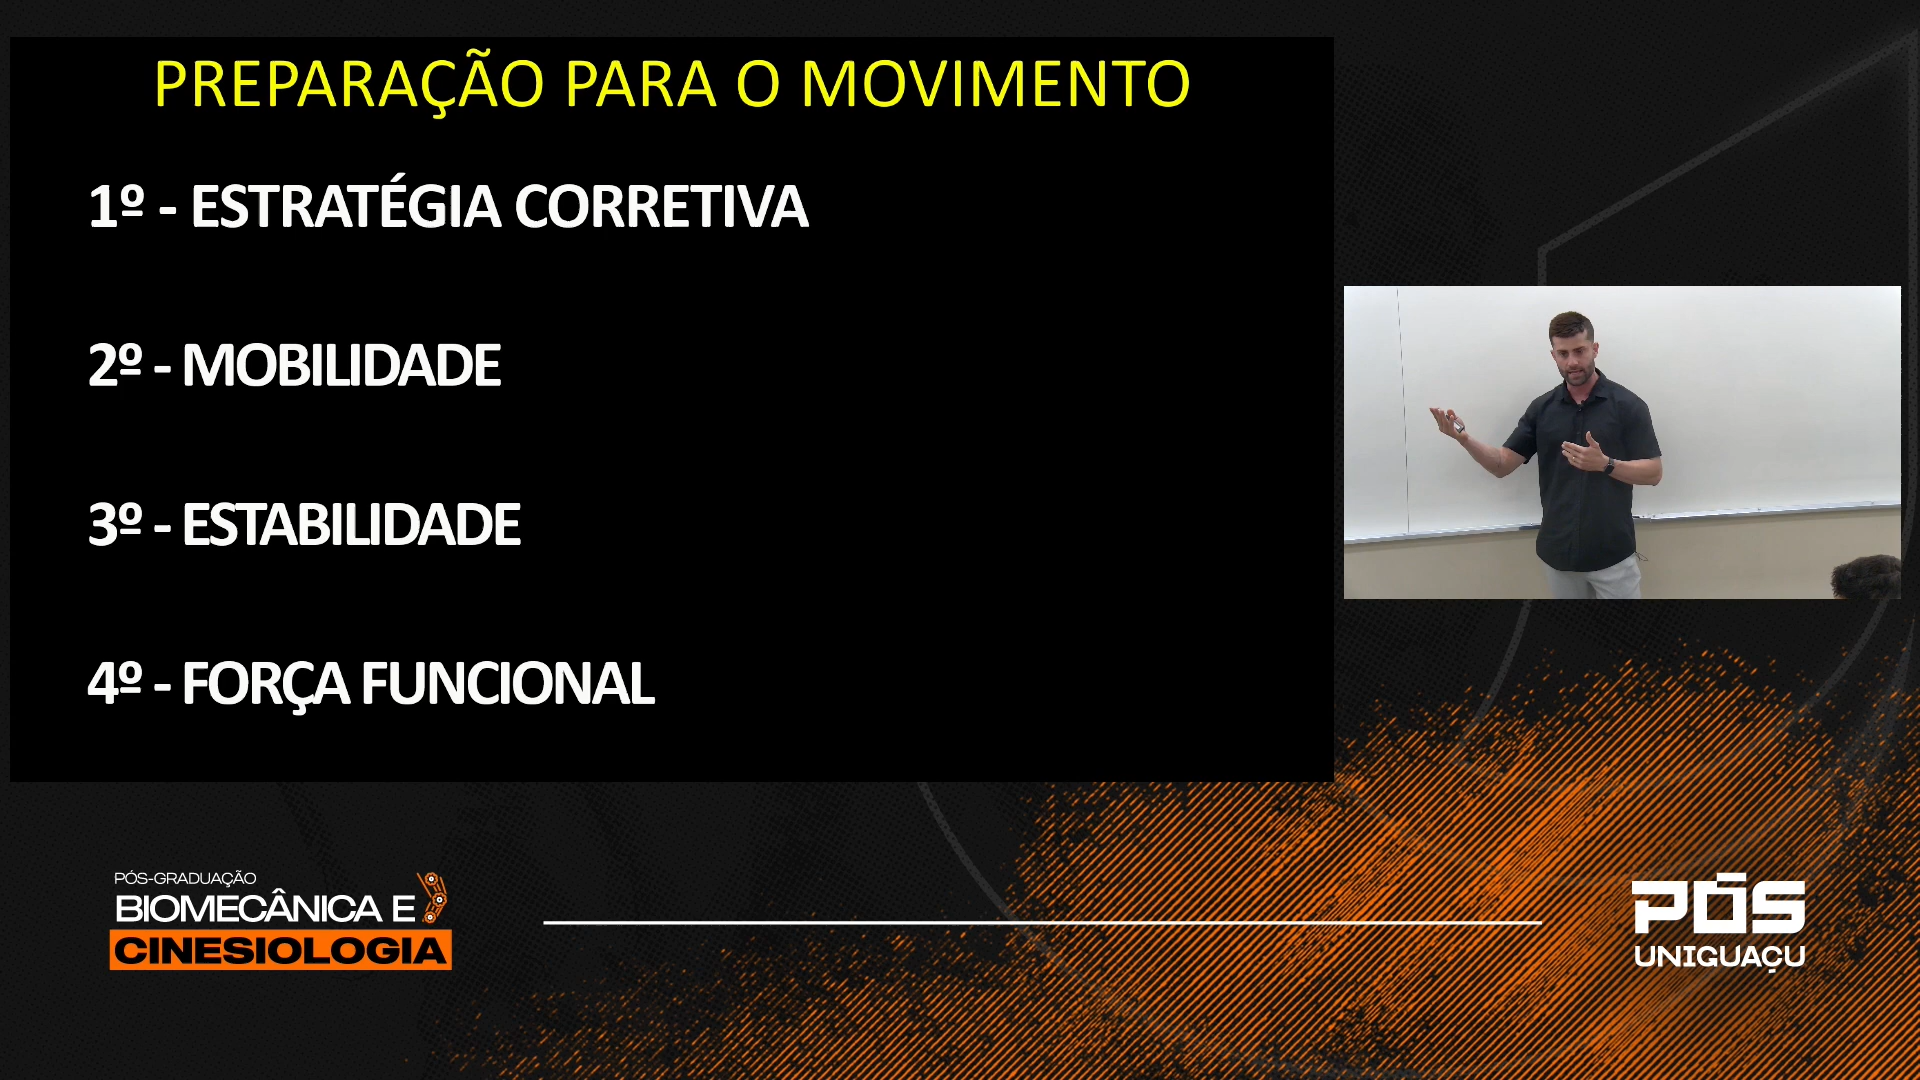 PREPARAÇÃO PARA O MOVIMENTO
1º - ESTRATÉGIA CORRETIVA
2º - MOBILIDADE
3º - ESTABILIDADE
4º - FORÇA FUNCIONAL
PÓS-GRADUAÇÃO
BIOMECÂNICA E
CINESIOLOGIA
PÓS
UNIGUAÇU